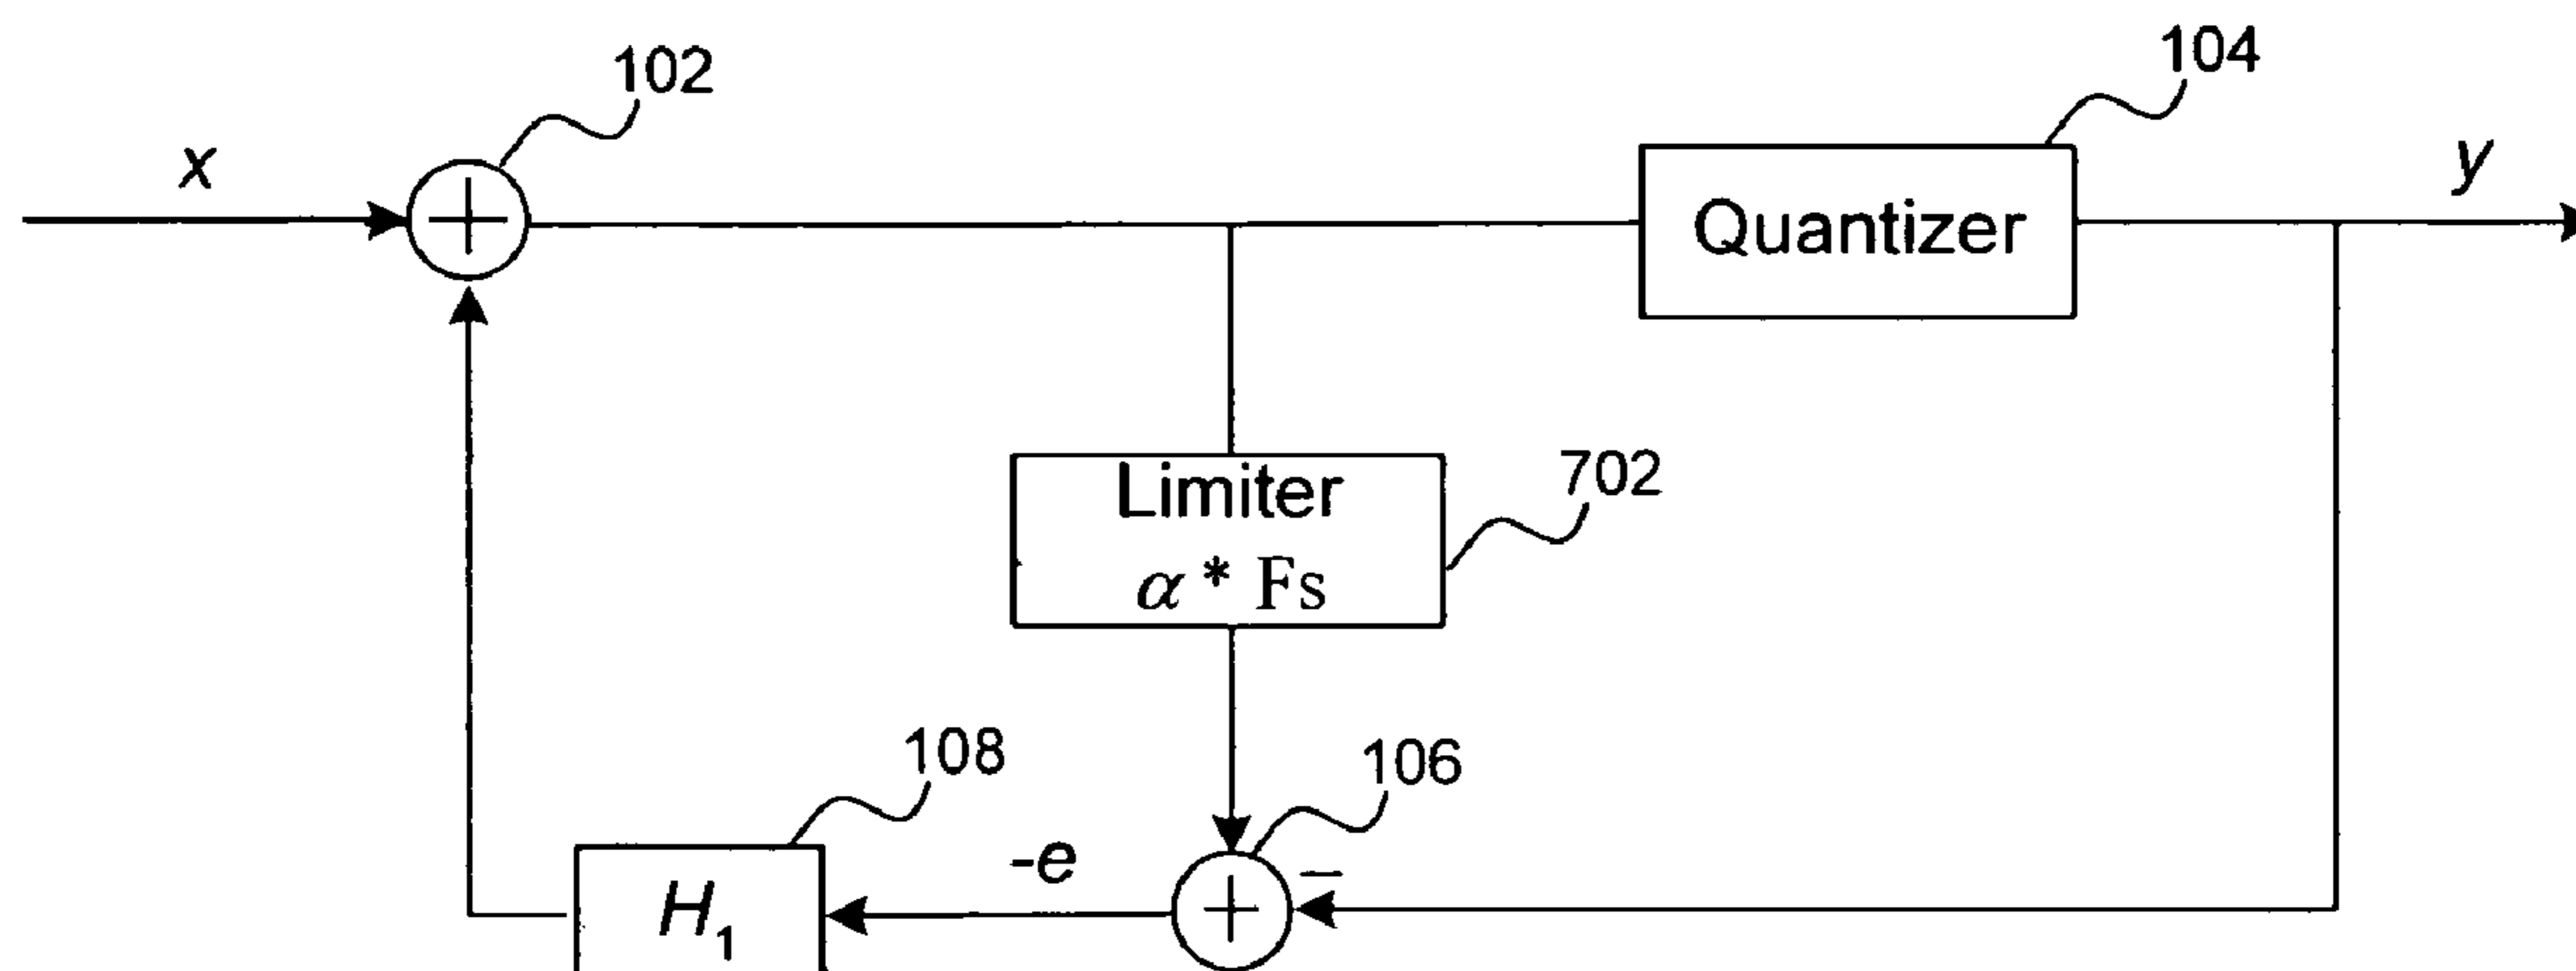 102
104
x
y
Quantizer
Limiter
α * Fs
702
108
106
-e
–
H₁